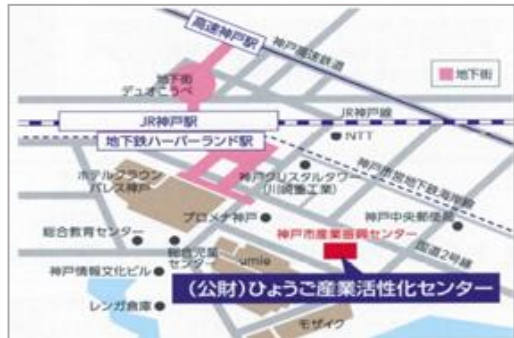 高速神戸駅
神戸高速鉄道
地下街
デュオこうべ
地下街
JR神戸駅
JR神戸線
地下鉄ハーバーランド駅
NTT
ホテルクラウン
パレス神戸
神戸クリスタルタワー
(川崎重工業)
神戸市営地下鉄海岸線
プロメナ神戸
神戸中央郵便局
総合教育センター
総合児童
センター
神戸市産業振興センター
国道2号線
神戸情報文化ビル
umie
(公財)ひょうご産業活性化センター
レンガ倉庫
モザイク